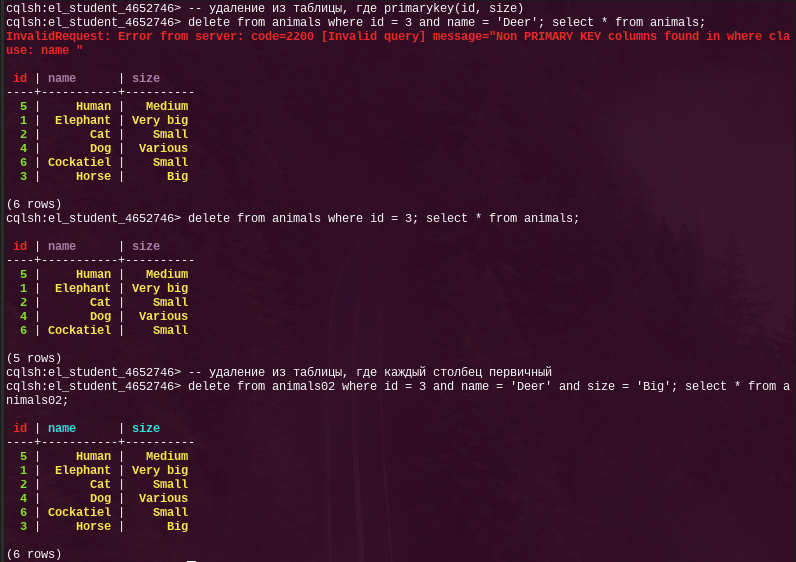 cqlsh:el_student_4652746> -- удаление из таблицы, где primarykey(id, size)
cqlsh:el_student_4652746> delete from animals where id = 3 and name = 'Deer'; select * from animals;
InvalidRequest: Error from server: code=2200 [Invalid query] message="Non PRIMARY KEY columns found in where cla
use: name "
 id | name      | size
----+-----------+----------
  5 |     Human |   Medium
  1 |  Elephant | Very big
  2 |       Cat |    Small
  4 |       Dog |  Various
  6 | Cockatiel |    Small
  3 |     Horse |      Big
(6 rows)
cqlsh:el_student_4652746> delete from animals where id = 3; select * from animals;
 id | name      | size
----+-----------+----------
  5 |     Human |   Medium
  1 |  Elephant | Very big
  2 |       Cat |    Small
  4 |       Dog |  Various
  6 | Cockatiel |    Small
(5 rows)
cqlsh:el_student_4652746> -- удаление из таблицы, где каждый столбец первичный
cqlsh:el_student_4652746> delete from animals02 where id = 3 and name = 'Deer' and size = 'Big'; select * from a
nimals02;
 id | name      | size
----+-----------+----------
  5 |     Human |   Medium
  1 |  Elephant | Very big
  2 |       Cat |    Small
  4 |       Dog |  Various
  6 | Cockatiel |    Small
  3 |     Horse |      Big
(6 rows)